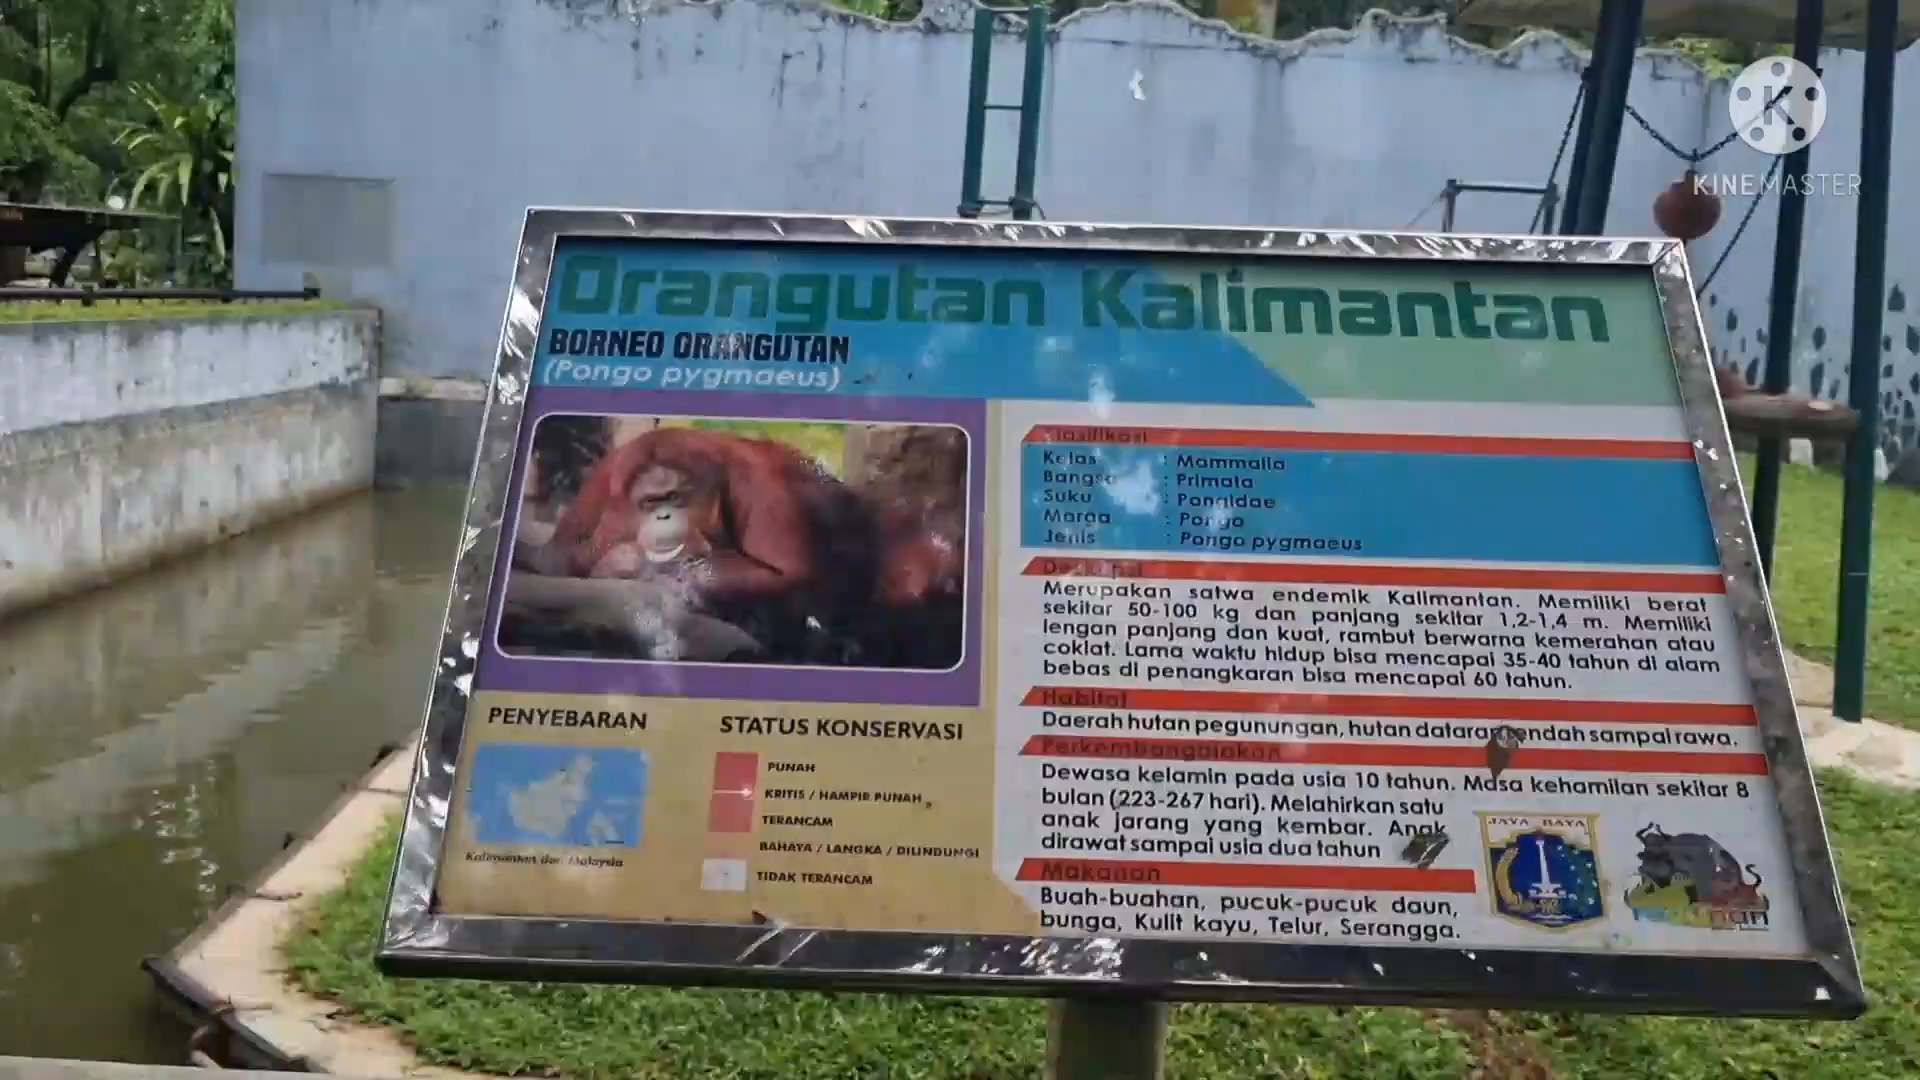 KINEMASTER
Orangutan Kalimantan
BORNEO ORANGUTAN
(Pongo pygmaeus)
Klasifikasi
Kelas : Mammalia
Bangsa : Primata
Suku : Pongidae
Marga : Pongo
Jenis : Pongo pygmaeus
Deskripsi
Merupakan satwa endemik Kalimantan. Memiliki berat
sekitar 50-100 kg dan panjang sekitar 1,2-1,4 m. Memiliki
lengan panjang dan kuat, rambut berwarna kemerahan atau
coklat. Lama waktu hidup bisa mencapai 35-40 tahun di alam
bebas di penangkaran bisa mencapai 60 tahun.
Habitat
Daerah hutan pegunungan, hutan dataran rendah sampai rawa.
Perkembangbiakan
Dewasa kelamin pada usia 10 tahun. Masa kehamilan sekitar 8
bulan (223-267 hari). Melahirkan satu
anak jarang yang kembar. Anak
dirawat sampai usia dua tahun
Makanan
Buah-buahan, pucuk-pucuk daun,
bunga, Kulit kayu, Telur, Serangga.
PENYEBARAN
Kalimantan dan Malaysia
STATUS KONSERVASI
PUNAH
KRITIS / HAMPIR PUNAH
TERANCAM
BAHAYA / LANGKA / DILINDUNGI
TIDAK TERANCAM
JAYA RAYA